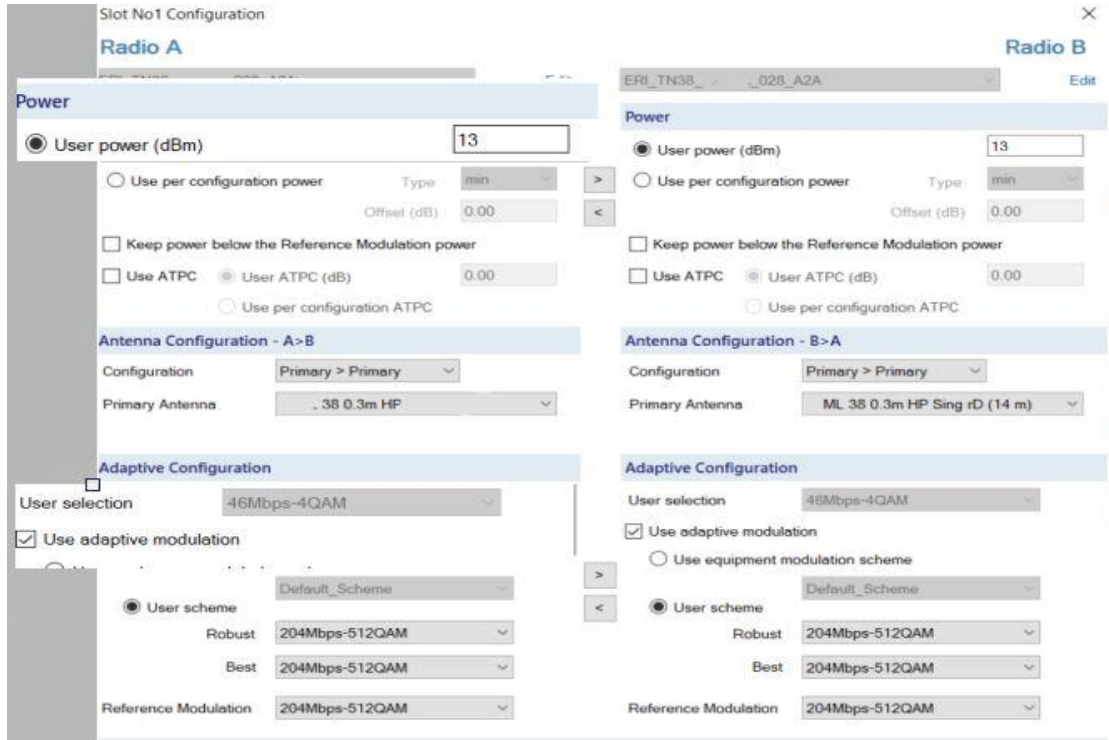 Slot No1 Configuration
Radio A
Radio B
ERI_TN38_ _028_A2A
Edit
Power
User power (dBm) 13
Use per configuration power Type min
Offset (dB) 0.00
Keep power below the Reference Modulation power
Use ATPC User ATPC (dB) 0.00
Use per configuration ATPC
Antenna Configuration - A>B
Configuration Primary > Primary
Primary Antenna 38 0.3m HP
Adaptive Configuration
User selection 46Mbps-4QAM
Use adaptive modulation
Default_Scheme
User scheme
Robust 204Mbps-512QAM
Best 204Mbps-512QAM
Reference Modulation 204Mbps-512QAM
>
<
>
<
Power
User power (dBm) 13
Use per configuration power Type min
Offset (dB) 0.00
Keep power below the Reference Modulation power
Use ATPC User ATPC (dB) 0.00
Use per configuration ATPC
Antenna Configuration - B>A
Configuration Primary > Primary
Primary Antenna ML 38 0.3m HP Sing rD (14 m)
Adaptive Configuration
User selection 46Mbps-4QAM
Use adaptive modulation
Use equipment modulation scheme
Default_Scheme
User scheme
Robust 204Mbps-512QAM
Best 204Mbps-512QAM
Reference Modulation 204Mbps-512QAM